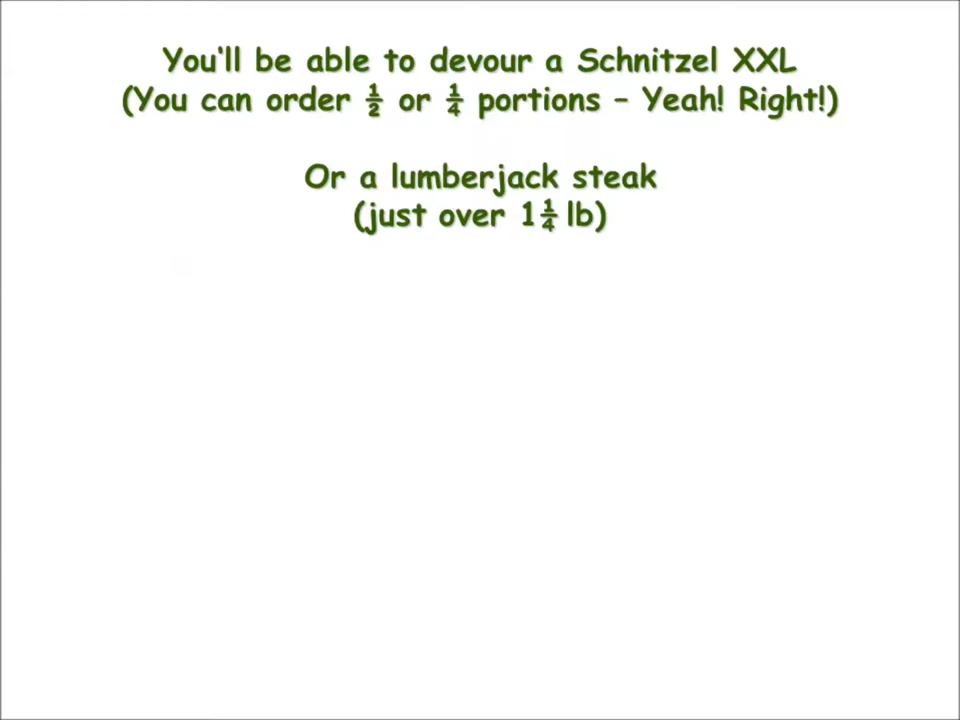 You'll be able to devour a Schnitzel XXL
(You can order ½ or ¼ portions – Yeah! Right!)
Or a lumberjack steak
(just over 1¼ lb)